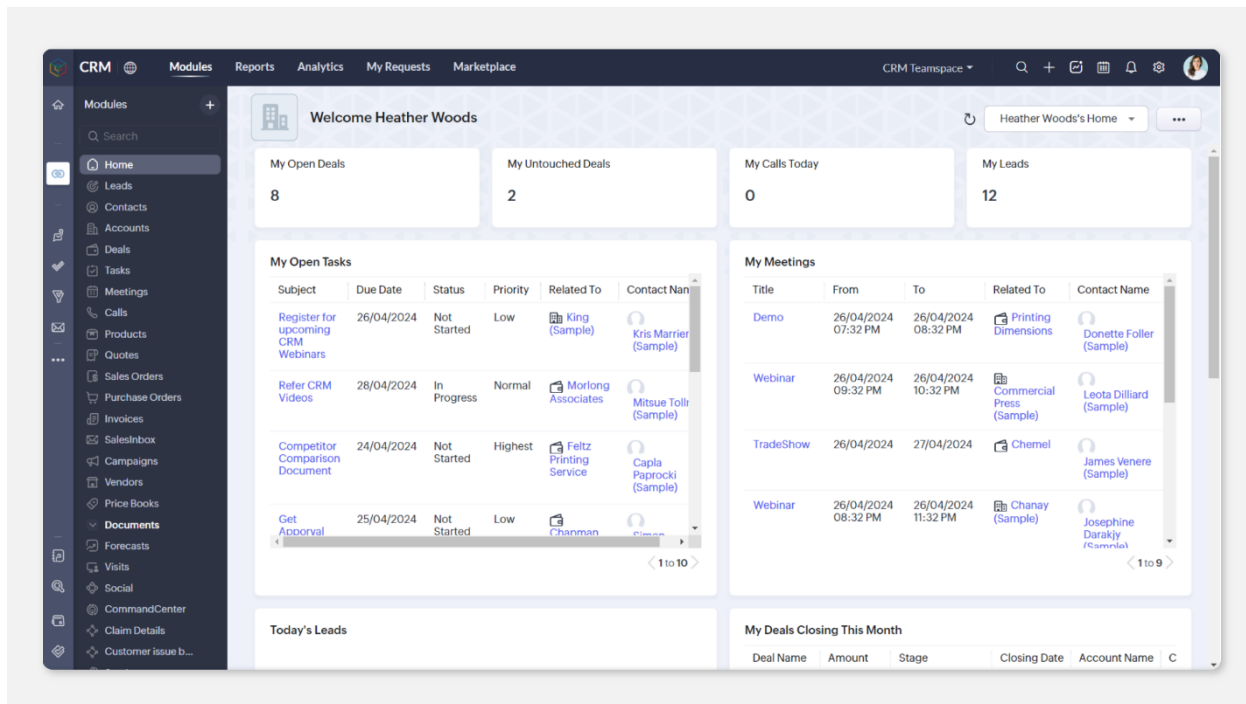 CRM Modules Reports Analytics My Requests Marketplace CRM Teamspace
Modules +
Search
Home
Leads
Contacts
Accounts
Deals
Tasks
Meetings
Calls
Products
Quotes
Sales Orders
Purchase Orders
Invoices
SalesInbox
Campaigns
Vendors
Price Books
Documents
Forecasts
Visits
Social
CommandCenter
Claim Details
Customer issue b...
Welcome Heather Woods
Heather Woods's Home
My Open Deals
8
My Untouched Deals
2
My Calls Today
0
My Leads
12
My Open Tasks
Subject Due Date Status Priority Related To Contact Nan
Register for upcoming CRM Webinars 26/04/2024 Not Started Low King (Sample) Kris Marrier (Sample)
Refer CRM Videos 28/04/2024 In Progress Normal Morlong Associates Mitsue Tollr (Sample)
Competitor Comparison Document 24/04/2024 Not Started Highest Feltz Printing Service Capla Paprocki (Sample)
Get Apporval 25/04/2024 Not Started Low Chapman Simon
1 to 10
My Meetings
Title From To Related To Contact Name
Demo 26/04/2024 07:32 PM 26/04/2024 08:32 PM Printing Dimensions Donette Foller (Sample)
Webinar 26/04/2024 09:32 PM 26/04/2024 10:32 PM Commercial Press (Sample) Leota Dilliard (Sample)
TradeShow 26/04/2024 27/04/2024 Chemel James Venere (Sample)
Webinar 26/04/2024 08:32 PM 26/04/2024 11:32 PM Chanay (Sample) Josephine Darakjy (Sample)
1 to 9
Today's Leads
My Deals Closing This Month
Deal Name Amount Stage Closing Date Account Name C